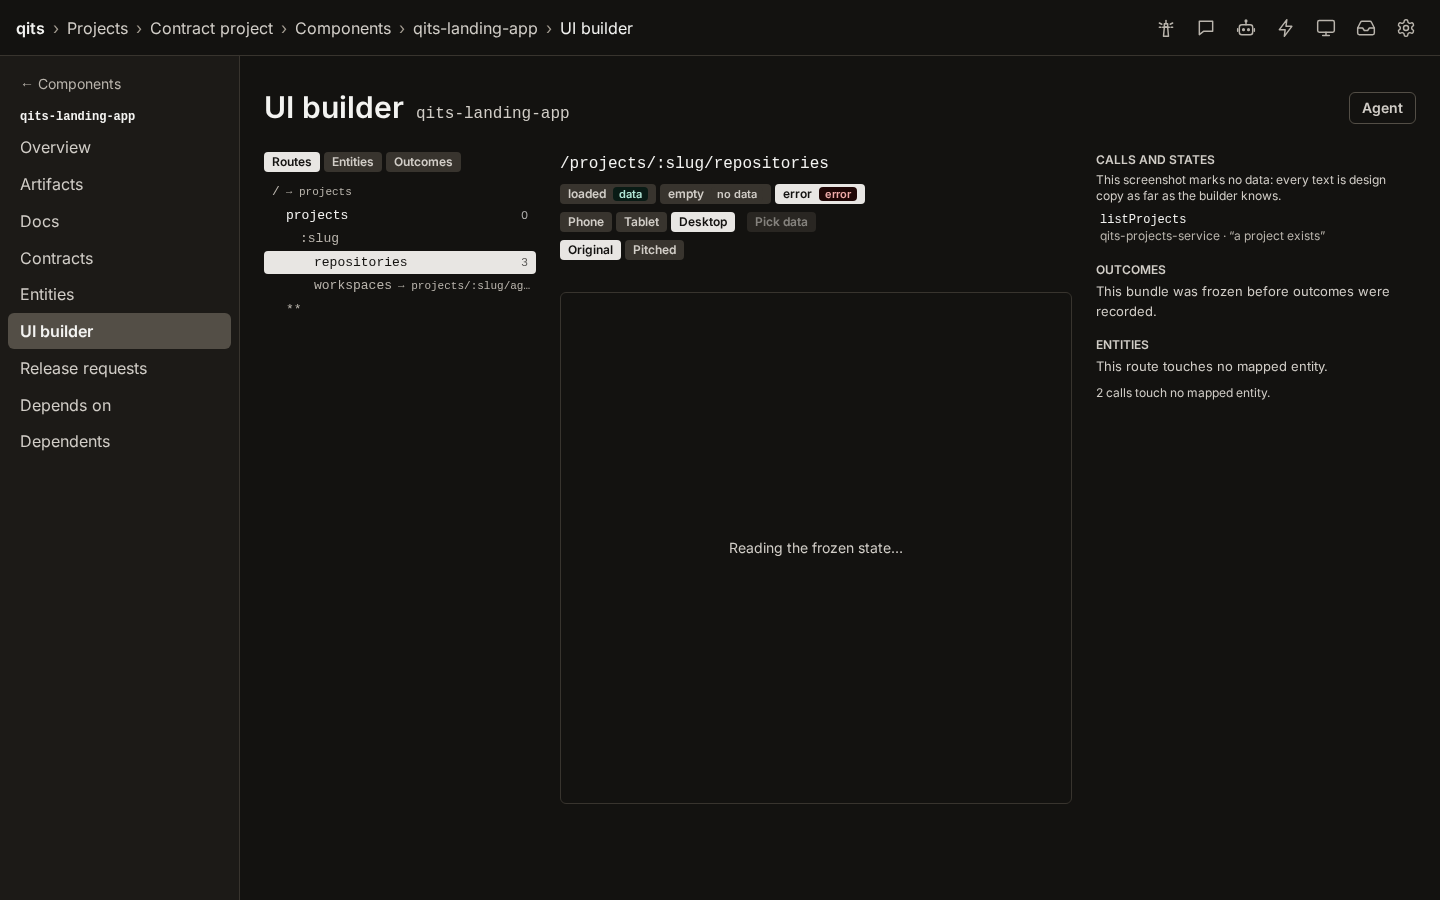 qits › Projects › Contract project › Components › qits-landing-app › UI builder
← Components
qits-landing-app
Overview
Artifacts
Docs
Contracts
Entities
UI builder
Release requests
Depends on
Dependents
UI builder qits-landing-app
Agent
Routes Entities Outcomes
/ → projects
projects 0
:slug
repositories 3
workspaces → projects/:slug/ag…
**
/projects/:slug/repositories
loaded data empty no data error error
Phone Tablet Desktop Pick data
Original Pitched
Reading the frozen state…
CALLS AND STATES
This screenshot marks no data: every text is design
copy as far as the builder knows.
listProjects
qits-projects-service · “a project exists”
OUTCOMES
This bundle was frozen before outcomes were
recorded.
ENTITIES
This route touches no mapped entity.
2 calls touch no mapped entity.